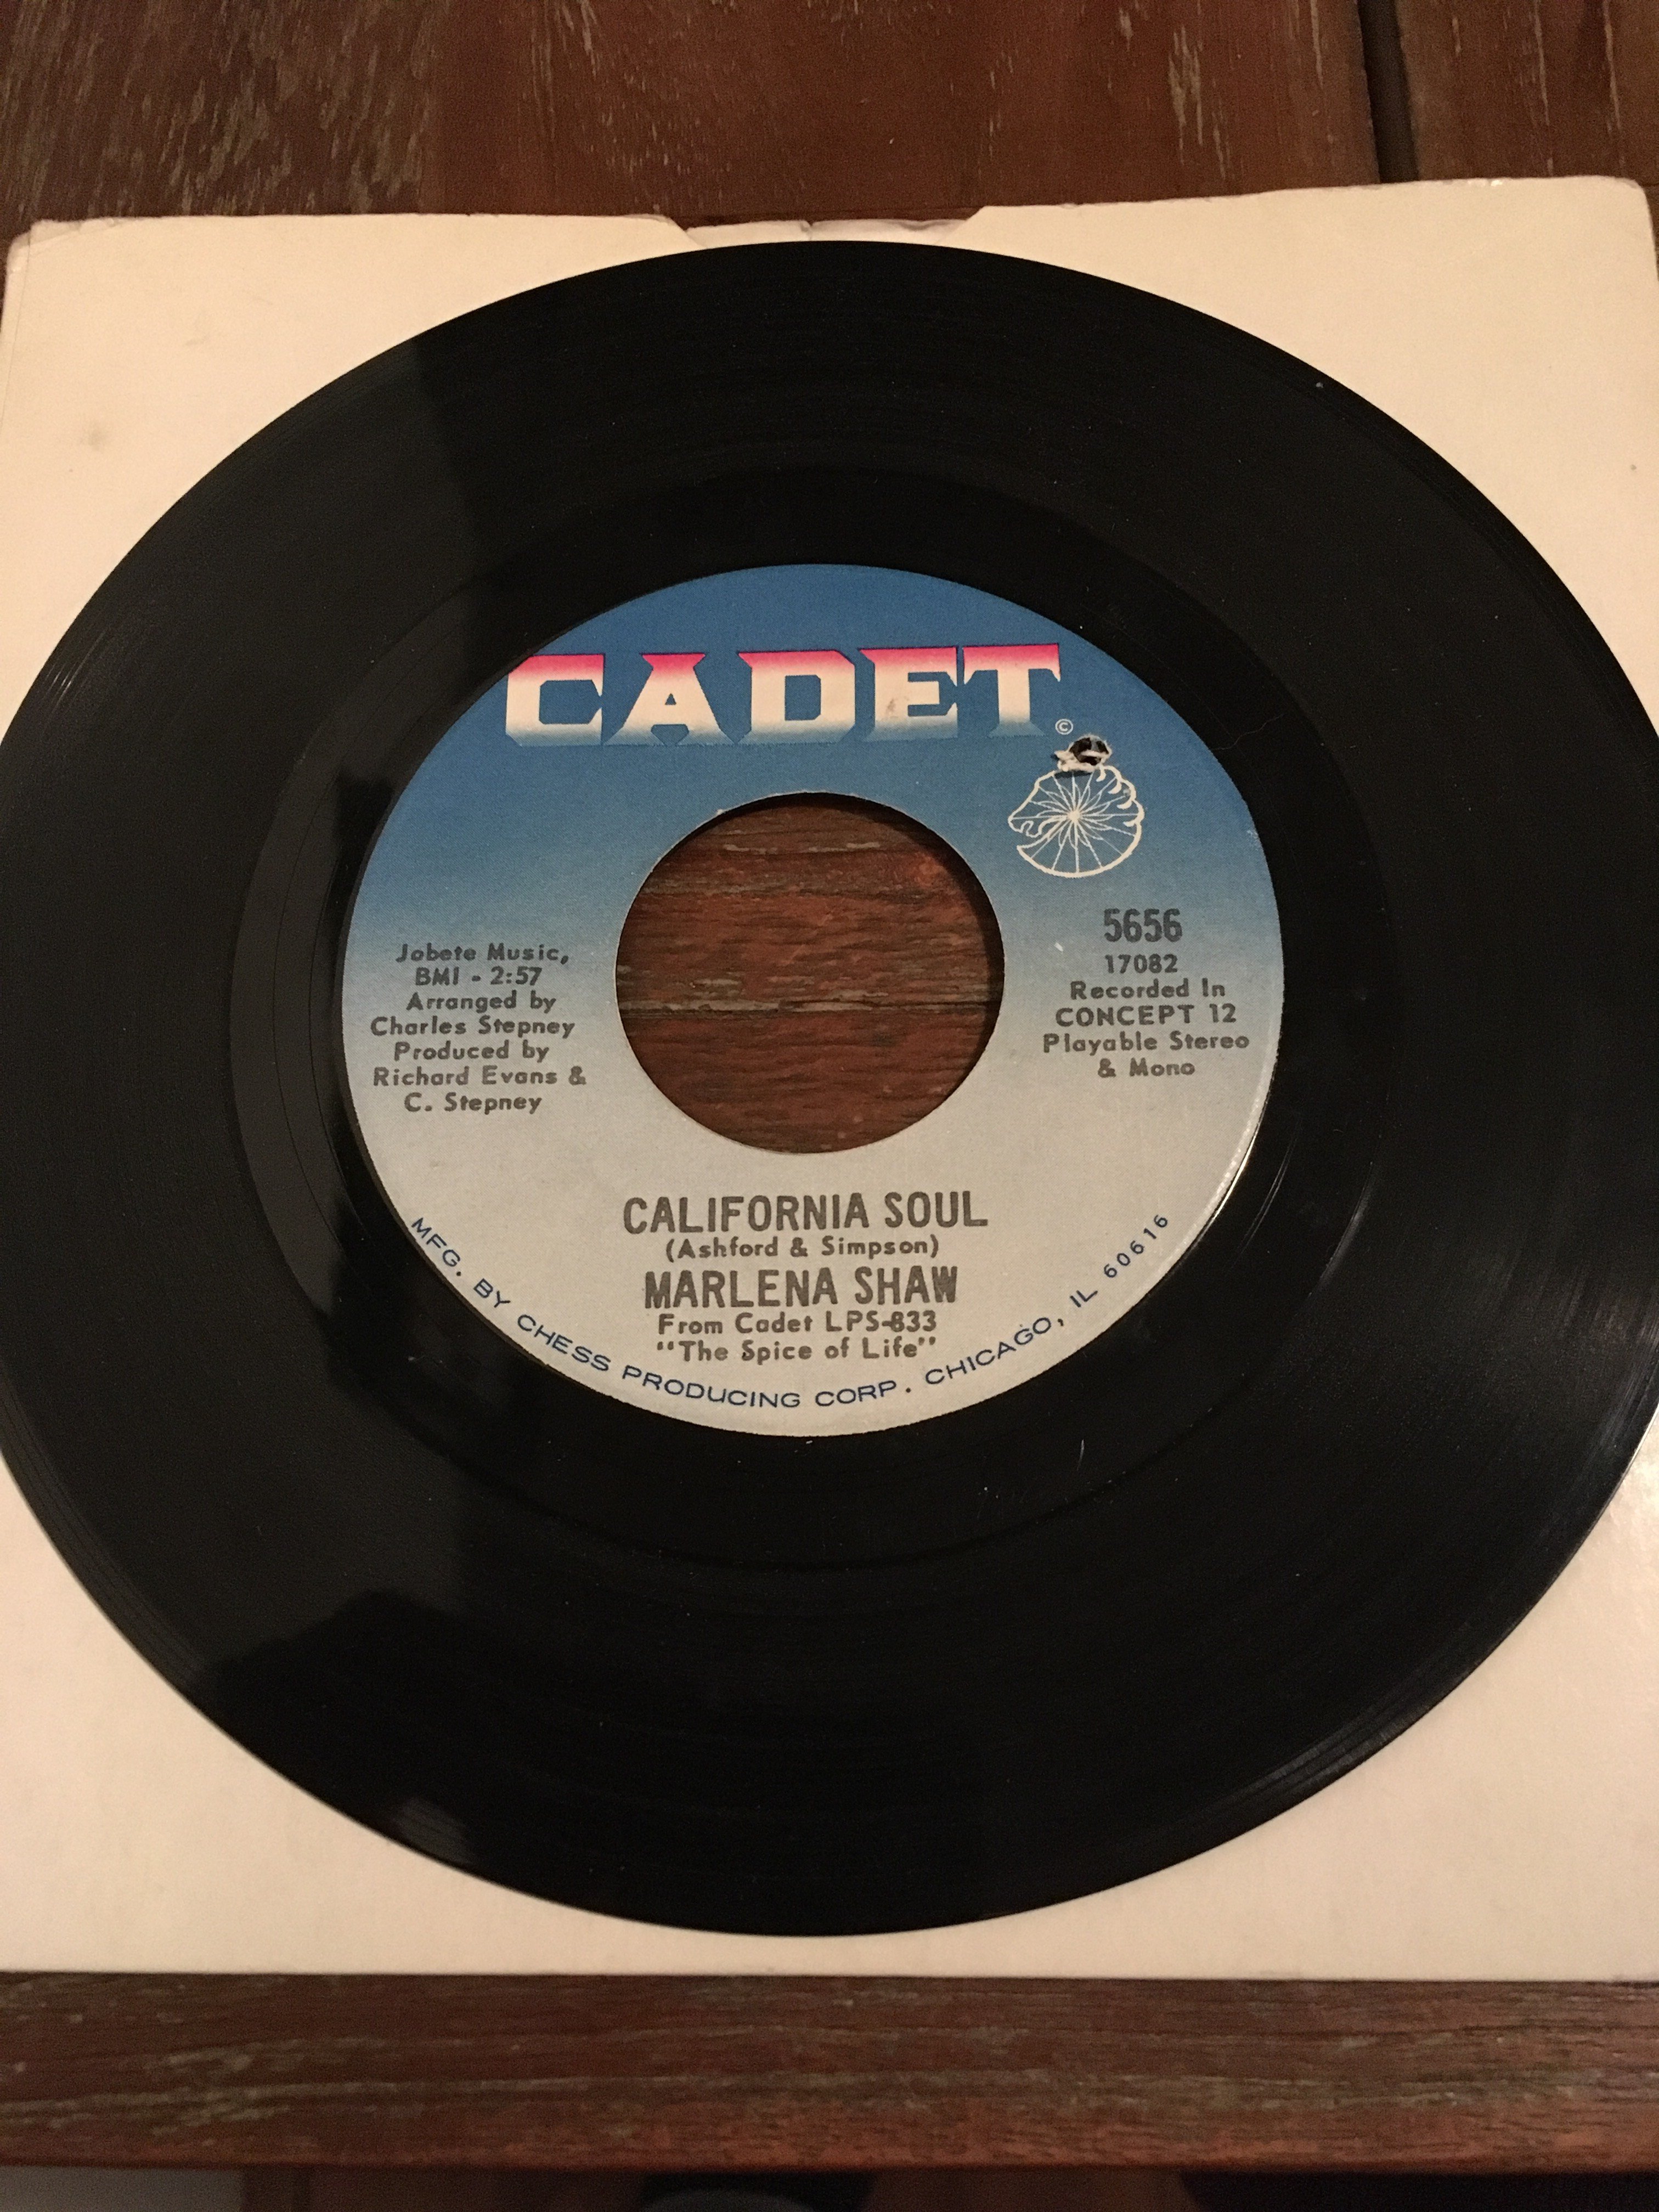 CADET
©
Jobete Music,
BMI - 2:57
Arranged by
Charles Stepney
Produced by
Richard Evans &
C. Stepney
5656
17082
Recorded In
CONCEPT 12
Playable Stereo
& Mono
CALIFORNIA SOUL
(Ashford & Simpson)
MARLENA SHAW
From Cadet LPS-833
"The Spice of Life"
MFG. BY CHESS PRODUCING CORP. CHICAGO, IL 60616